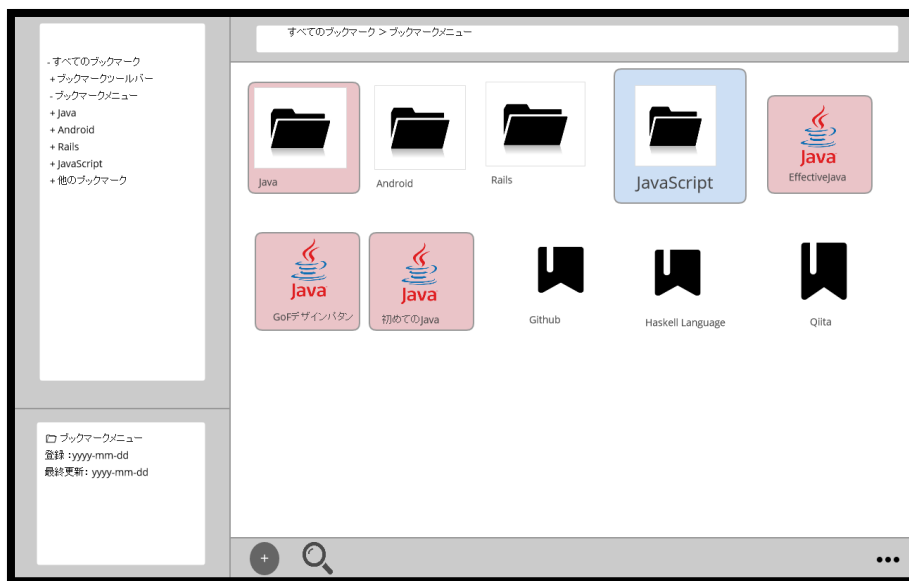 - すべてのブックマーク
+ ブックマークツールバー
- ブックマークメニュー
+ Java
+ Android
+ Rails
+ JavaScript
+ 他のブックマーク
すべてのブックマーク > ブックマークメニュー
Java
Android
Rails
JavaScript
Java
EffectiveJava
Java
GoFデザインパタン
Java
初めてのJava
Github
Haskell Language
Qiita
ブックマークメニュー
登録 :yyyy-mm-dd
最終更新: yyyy-mm-dd
+